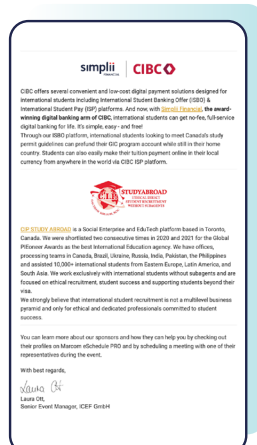 simplii
FINANCIAL
CIBC
CIBC offers several convenient and low-cost digital payment solutions designed for
international students including International Student Banking Offer (ISBO) &
International Student Pay (ISP) platforms. And now, with Simplii Financial, the award-
winning digital banking arm of CIBC, international students can get no-fee, full-service
digital banking for life. It's simple, easy– and free!
Through our ISBO platform, international students looking to meet Canada's study
permit guidelines can prefund their GIC program account while still in their home
country. Students can also easily make their tuition payment online in their local
currency from anywhere in the world via CIBC ISP platform.
C.I.P.
STUDYABROAD
ETHICAL DIRECT
STUDENT RECRUITMENT
WITHOUT SUBAGENTS
CIP STUDY ABROAD is a Social Enterprise and EduTech platform based in Toronto,
Canada. We were shortlisted two consecutive times in 2020 and 2021 for the Global
PIEoneer Awards as the best International Education agency. We have offices,
processing teams in Canada, Brazil, Ukraine, Russia, India, Pakistan, the Philippines
and assisted 10,000+ international students from Eastern Europe, Latin America, and
South Asia. We work exclusively with international students without subagents and are
focused on ethical recruitment, student success and supporting students beyond their
visa.
We strongly believe that international student recruitment is not a multilevel business
pyramid and only for ethical and dedicated professionals committed to student
success.
You can learn more about our sponsors and how they can help you by checking out
their profiles on Marcom eSchedule PRO and by scheduling a meeting with one of their
representatives during the event.
With best regards,
Laura Ott
Laura Ott,
Senior Event Manager, ICEF GmbH